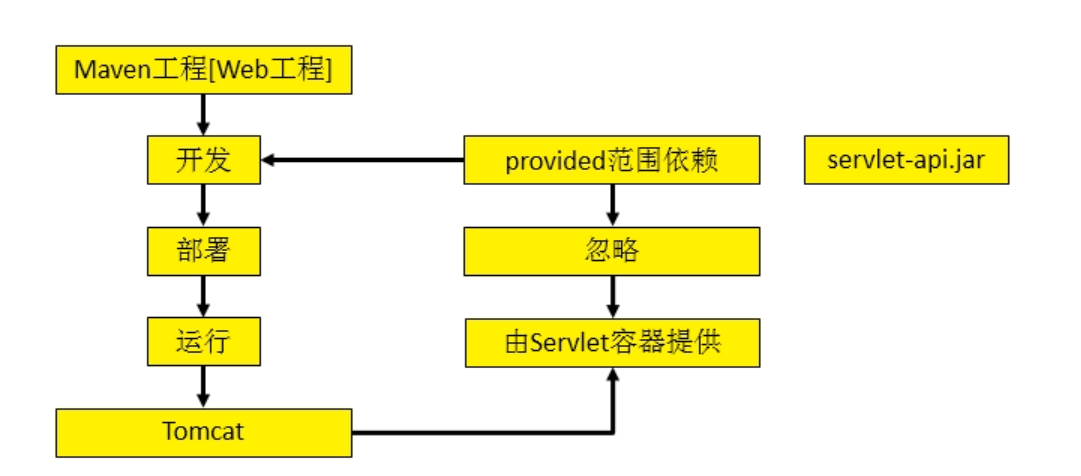 Maven工程[Web工程]
开发
provided范围依赖
servlet-api.jar
部署
忽略
运行
由Servlet容器提供
Tomcat